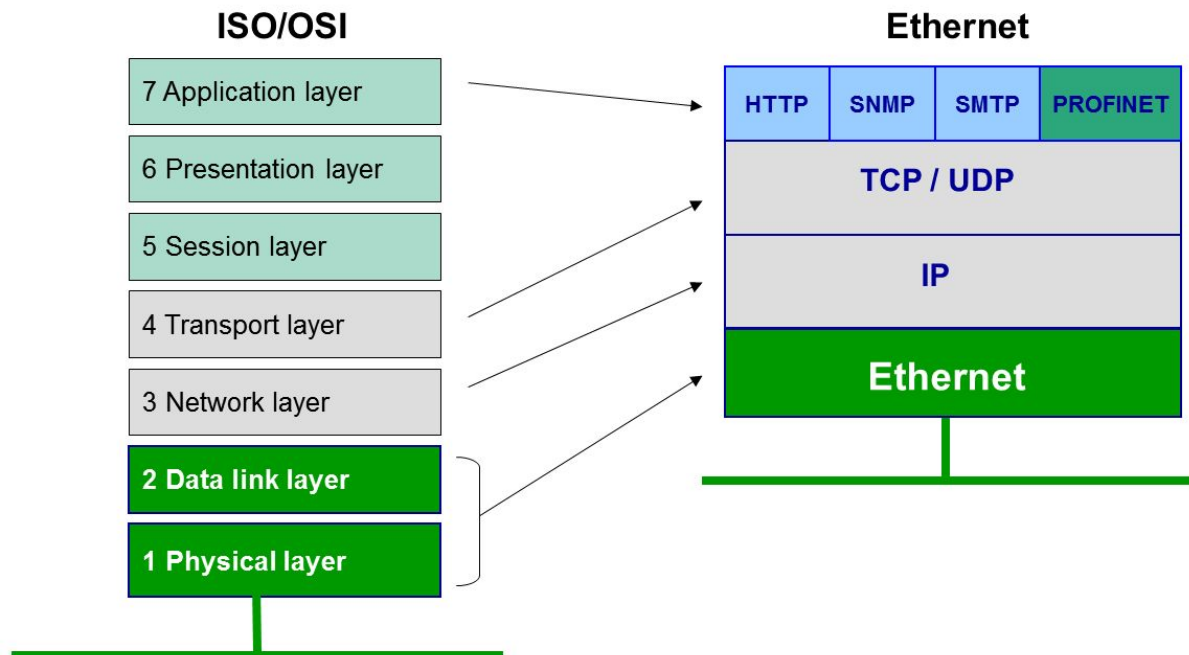 ISO/OSI
7 Application layer
6 Presentation layer
5 Session layer
4 Transport layer
3 Network layer
2 Data link layer
1 Physical layer
Ethernet
HTTP SNMP SMTP PROFINET
TCP / UDP
IP
Ethernet